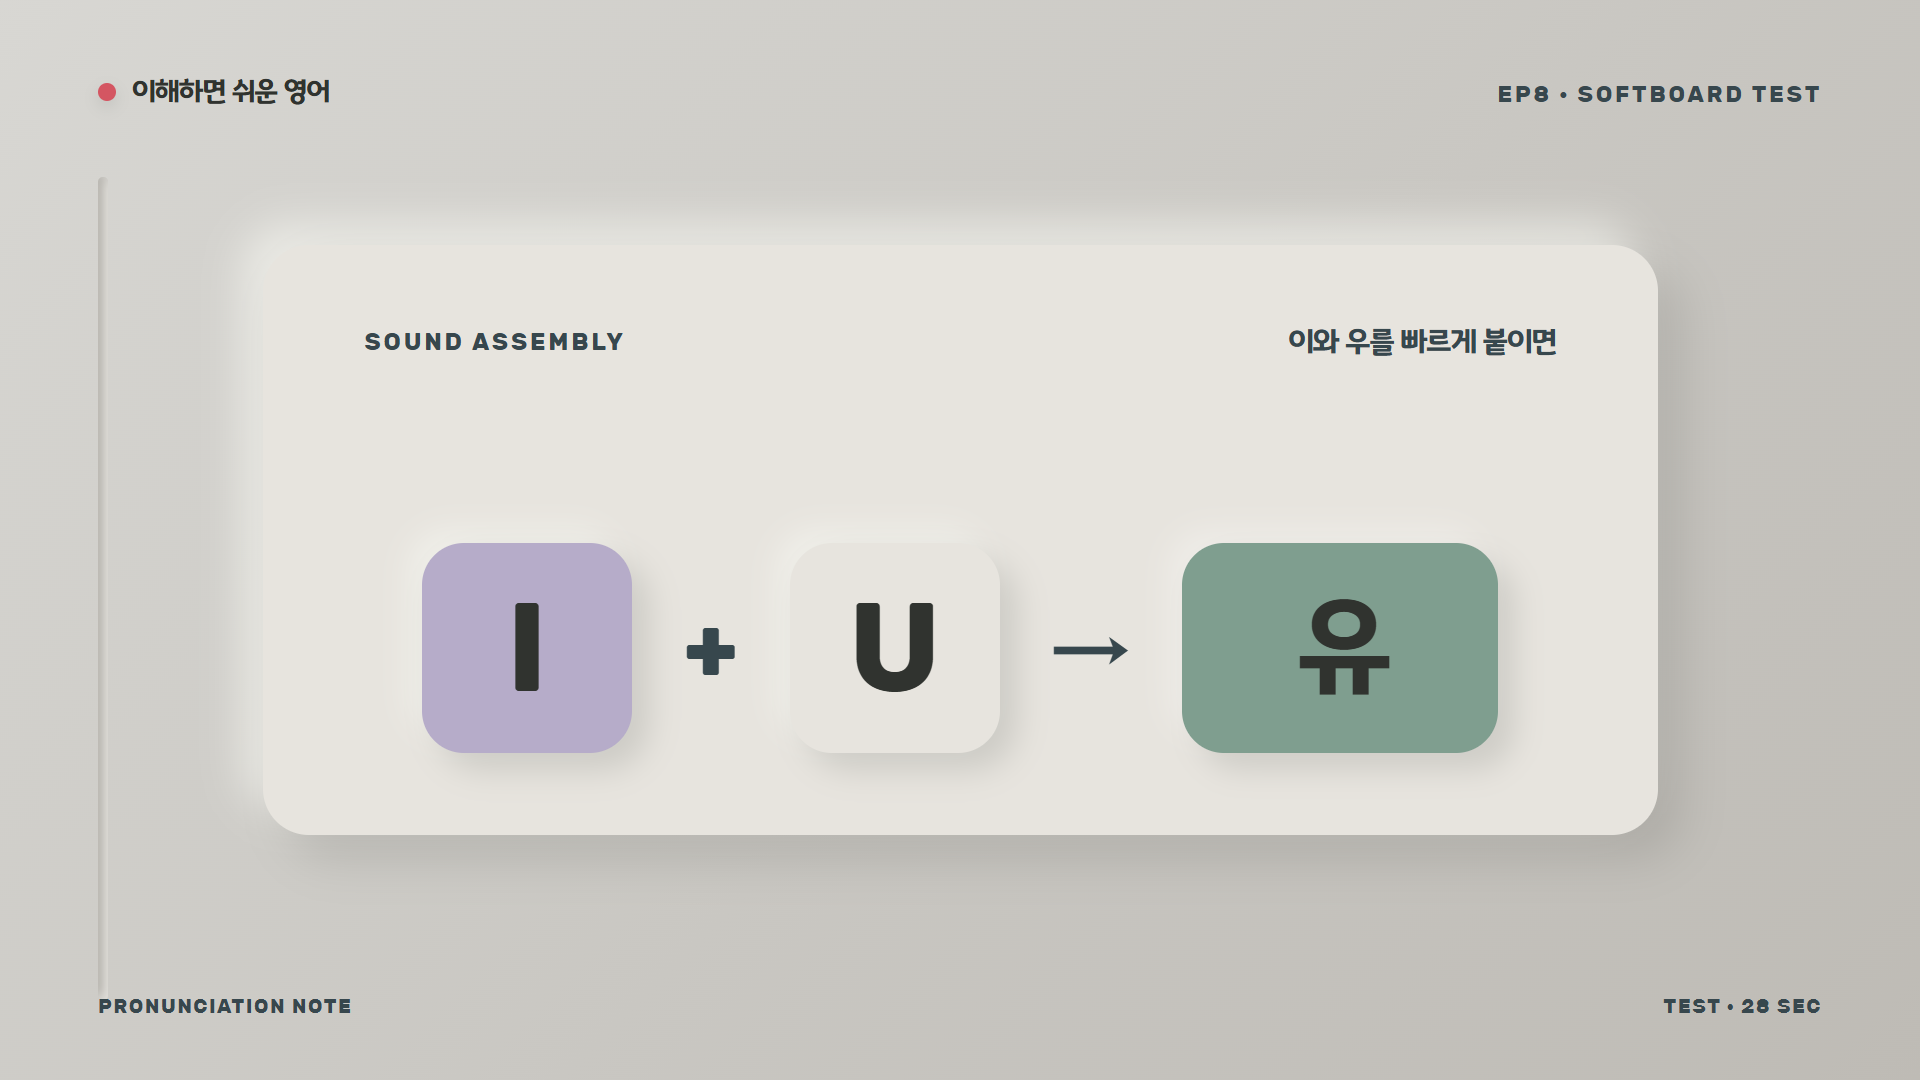 이해하면 쉬운 영어
EP8 • SOFTBOARD TEST
SOUND ASSEMBLY
이와 우를 빠르게 붙이면
I + U → 유
PRONUNCIATION NOTE
TEST • 28 SEC